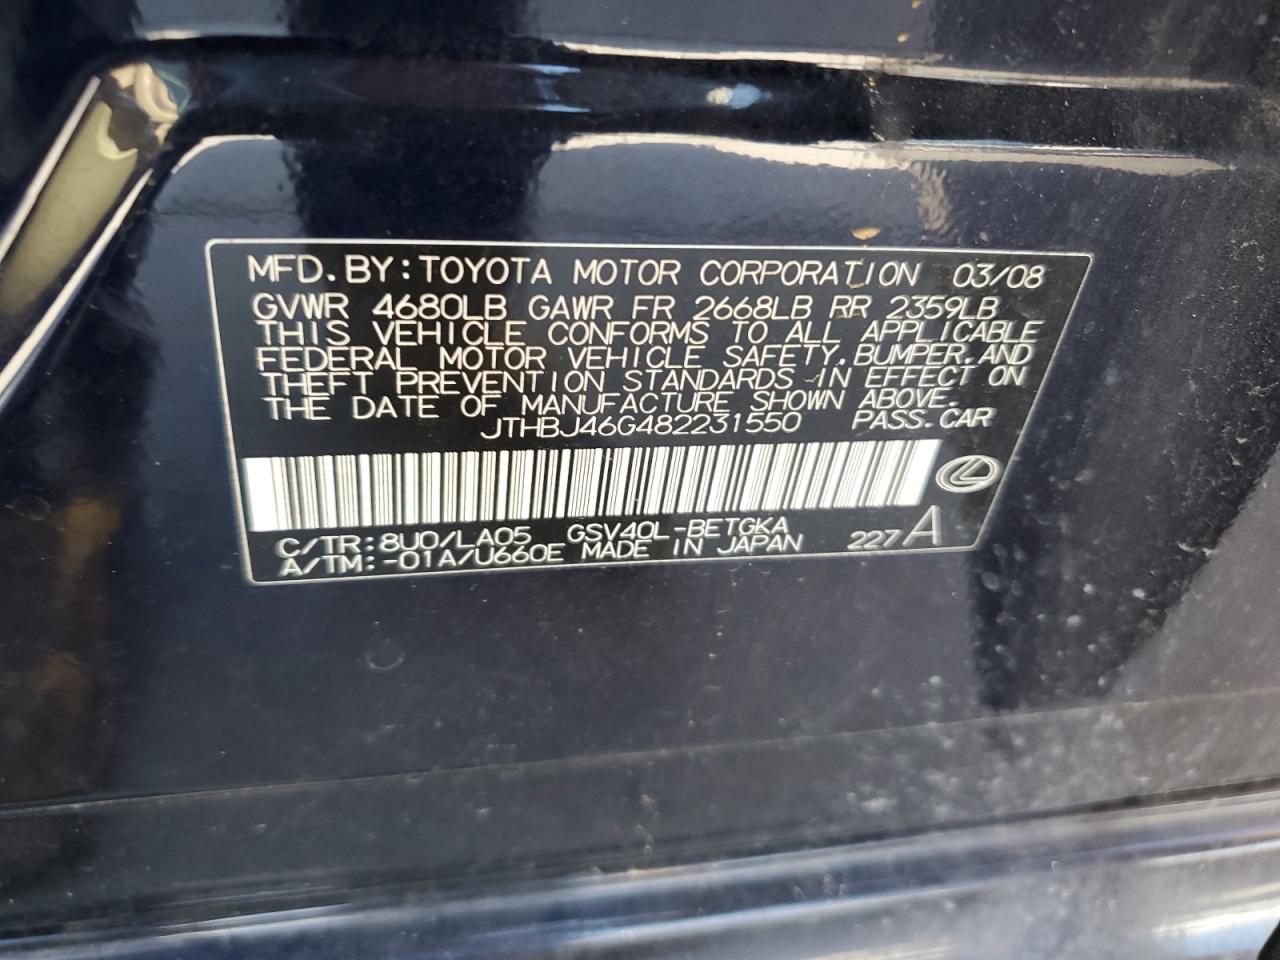 MFD.BY:TOYOTA MOTOR CORPORATION 03/08
GVWR 4680LB GAWR FR 2668LB RR 2359LB
THIS VEHICLE CONFORMS TO ALL APPLICABLE
FEDERAL MOTOR VEHICLE SAFETY.BUMPER.AND
THEFT PREVENTION STANDARDS IN EFFECT ON
THE DATE OF MANUFACTURE SHOWN ABOVE.
JTHBJ46G482231550 PASS.CAR
C/TR:8U0/LA05 GSV40L-BETGKA
A/TM:-01A/U660E MADE IN JAPAN 227A